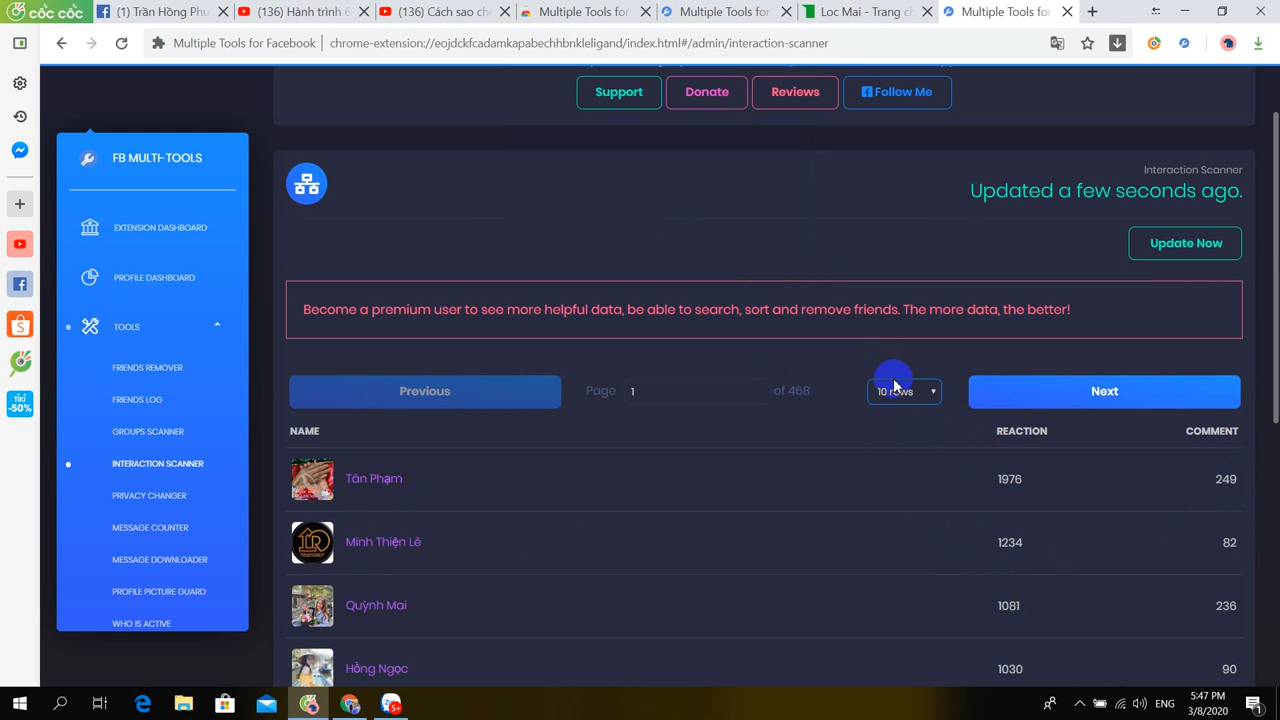 CỐC CỐC
(1) Trần Hồng Phu
(136) Hành trình 6
(136) Cách co
Multiple Tools fo
Multiple Tools fo
Loc Mai - Trang ch
Multiple Tools for
Multiple Tools for Facebook | chrome-extension://eojdckfcadamkapabechhbnkleligand/index.html#/admin/interaction-scanner
Support
Donate
Reviews
Follow Me
FB MULTI-TOOLS
Interaction Scanner
Updated a few seconds ago.
EXTENSION DASHBOARD
Update Now
PROFILE DASHBOARD
Become a premium user to see more helpful data, be able to search, sort and remove friends. The more data, the better!
TOOLS
FRIENDS REMOVER
Previous
Page 1 of 468
10 rows
Next
FRIENDS LOG
GROUPS SCANNER
NAME REACTION COMMENT
INTERACTION SCANNER
Tân Phạm 1976 249
PRIVACY CHANGER
MESSAGE COUNTER
Minh Thiện Lê 1234 82
MESSAGE DOWNLOADER
PROFILE PICTURE GUARD
Quỳnh Mai 1081 236
WHO IS ACTIVE
Hồng Ngọc 1030 90
TIKI
-50%
5+
ENG
5:47 PM
3/8/2020
1